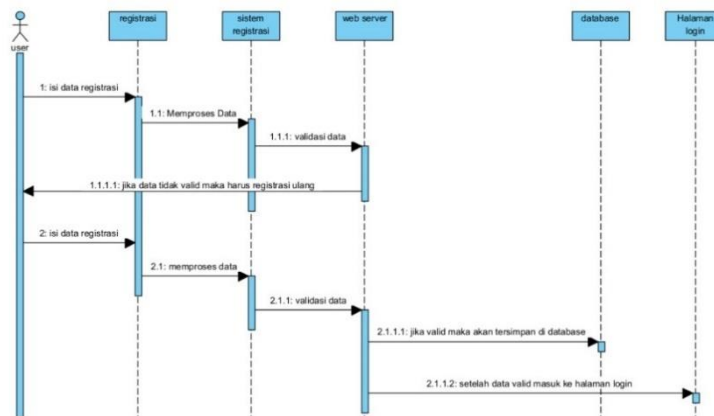 registrasi
sistem
registrasi
web server
database
Halaman
login
user
1: isi data registrasi
1.1: Memproses Data
1.1.1: validasi data
1.1.1.1: jika data tidak valid maka harus registrasi ulang
2: isi data registrasi
2.1: memproses data
2.1.1: validasi data
2.1.1.1: jika valid maka akan tersimpan di database
2.1.1.2: setelah data valid masuk ke halaman login